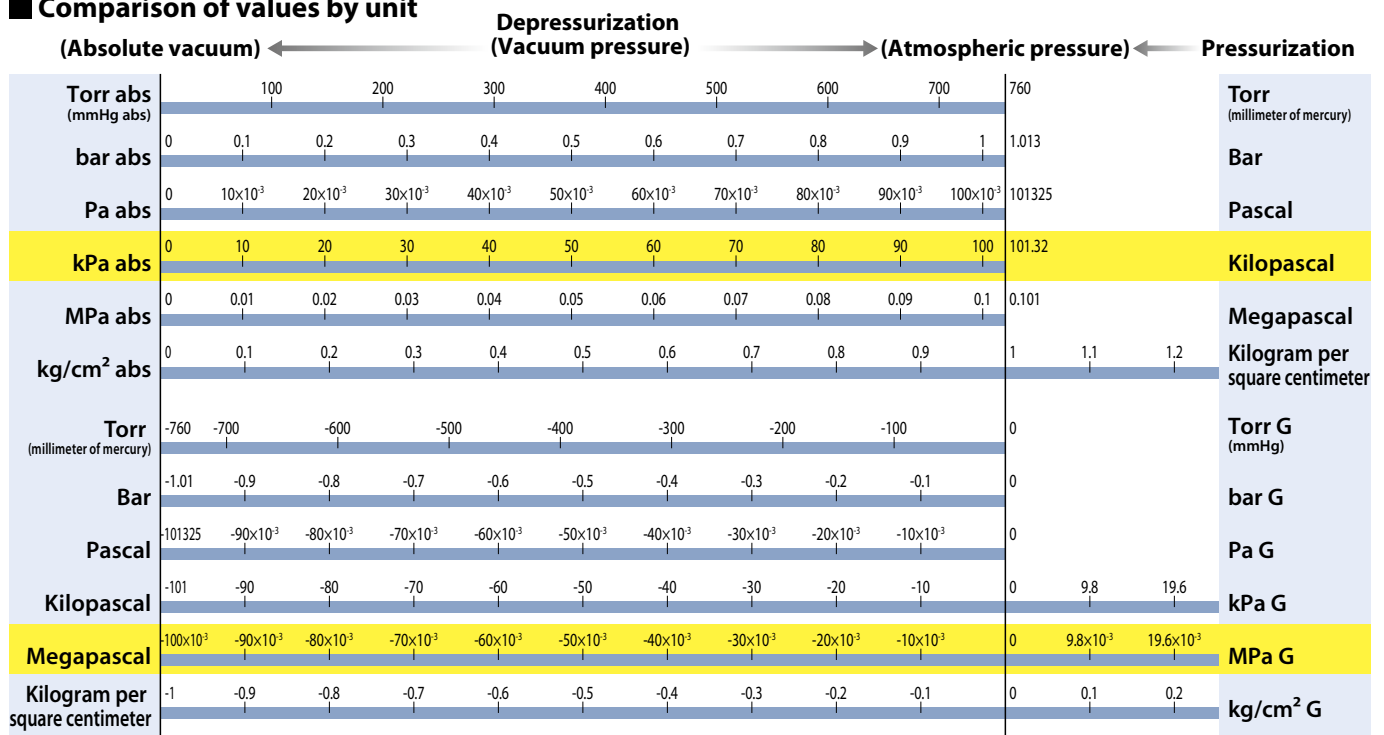 ■ Comparison of values by unit
Depressurization
(Absolute vacuum) (Vacuum pressure) (Atmospheric pressure) Pressurization
Torr abs 100 200 300 400 500 600 700 760 Torr
(mmHg abs) (millimeter of mercury)
bar abs 0 0.1 0.2 0.3 0.4 0.5 0.6 0.7 0.8 0.9 1 1.013 Bar
Pa abs 0 10×10⁻³ 20×10⁻³ 30×10⁻³ 40×10⁻³ 50×10⁻³ 60×10⁻³ 70×10⁻³ 80×10⁻³ 90×10⁻³ 100×10⁻³ 101325 Pascal
kPa abs 0 10 20 30 40 50 60 70 80 90 100 101.32 Kilopascal
MPa abs 0 0.01 0.02 0.03 0.04 0.05 0.06 0.07 0.08 0.09 0.1 0.101 Megapascal
kg/cm² abs 0 0.1 0.2 0.3 0.4 0.5 0.6 0.7 0.8 0.9 1 1.1 1.2 Kilogram per
square centimeter
Torr -760 -700 -600 -500 -400 -300 -200 -100 0 Torr G
(millimeter of mercury) (mmHg)
Bar -1.01 -0.9 -0.8 -0.7 -0.6 -0.5 -0.4 -0.3 -0.2 -0.1 0 bar G
Pascal -101325 -90×10⁻³ -80×10⁻³ -70×10⁻³ -60×10⁻³ -50×10⁻³ -40×10⁻³ -30×10⁻³ -20×10⁻³ -10×10⁻³ 0 Pa G
Kilopascal -101 -90 -80 -70 -60 -50 -40 -30 -20 -10 0 9.8 19.6 kPa G
Megapascal -100×10⁻³ -90×10⁻³ -80×10⁻³ -70×10⁻³ -60×10⁻³ -50×10⁻³ -40×10⁻³ -30×10⁻³ -20×10⁻³ -10×10⁻³ 0 9.8×10⁻³ 19.6×10⁻³ MPa G
Kilogram per -1 -0.9 -0.8 -0.7 -0.6 -0.5 -0.4 -0.3 -0.2 -0.1 0 0.1 0.2 kg/cm² G
square centimeter